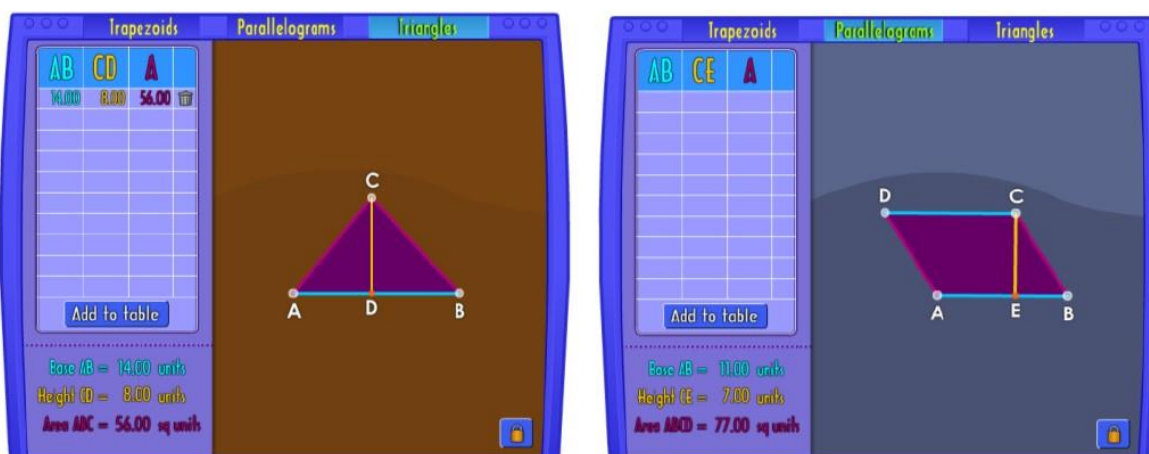 Trapezoids Parallelograms Triangles
AB CD A
14.00 8.00 56.00
C
A D B
Add to table
Base AB = 14.00 units
Height CD = 8.00 units
Area ABC = 56.00 sq units
Trapezoids Parallelograms Triangles
AB CE A
D C
A E B
Add to table
Base AB = 11.00 units
Height CE = 7.00 units
Area ABCD = 77.00 sq units